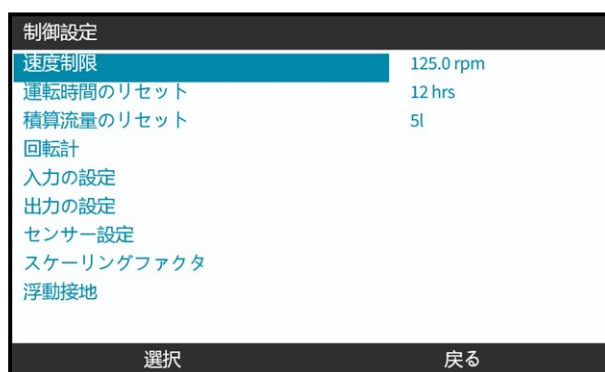 制御設定
速度制限 125.0 rpm
運転時間のリセット 12 hrs
積算流量のリセット 5l
回転計
入力の設定
出力の設定
センサー設定
スケーリングファクタ
浮動接地
選択 戻る